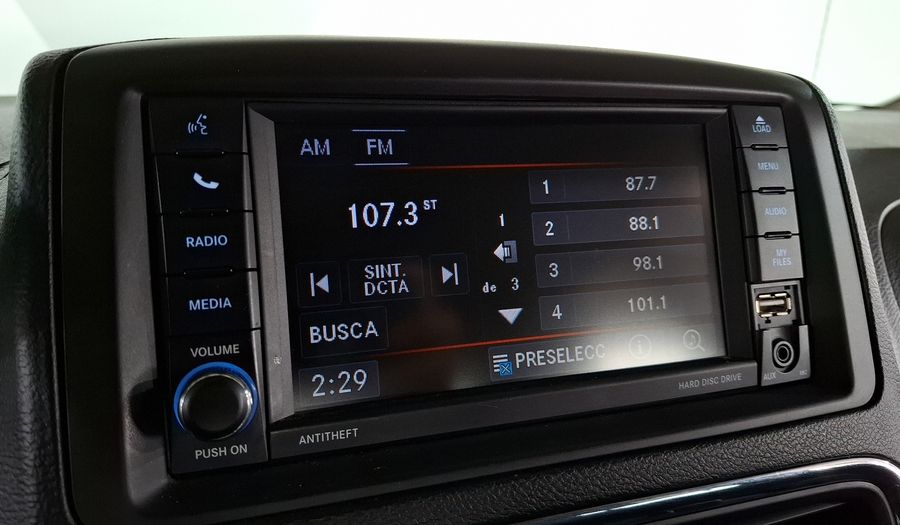 LOAD
MENU
AUDIO
MY
FILES
AUX
RADIO
MEDIA
VOLUME
PUSH ON
AM FM
107.3 ST
SINT.
DCTA
BUSCA
2:29
1
de 3
1 87.7
2 88.1
3 98.1
4 101.1
PRESELECC
ANTITHEFT
HARD DISC DRIVE